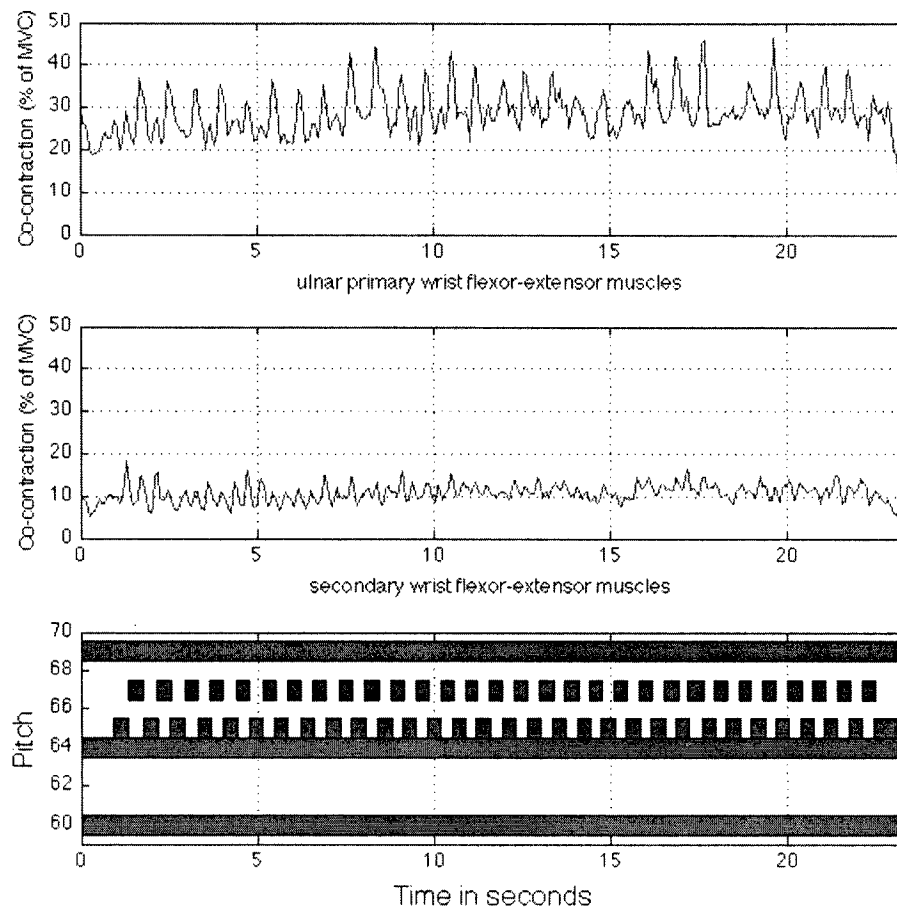 Co-contraction (% of MVC)
50
40
30
20
10
0
0 5 10 15 20
ulnar primary wrist flexor-extensor muscles
Co-contraction (% of MVC)
50
40
30
20
10
0
0 5 10 15 20
secondary wrist flexor-extensor muscles
Pitch
70
68
66
64
62
60
0 5 10 15 20
Time in seconds